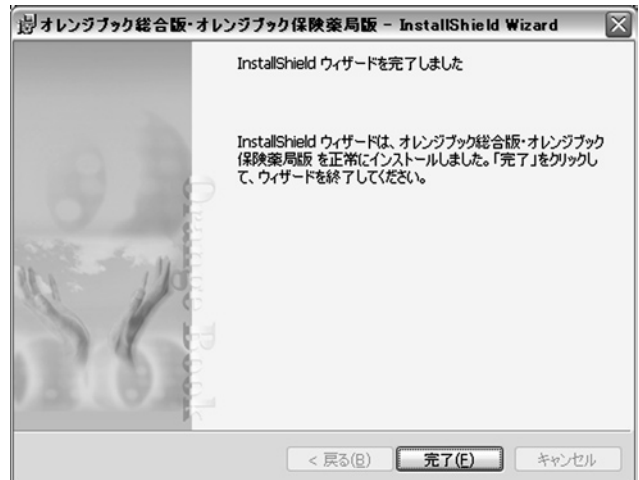 オレンジブック総合版・オレンジブック保険薬局版 - InstallShield Wizard
InstallShield ウィザードを完了しました
InstallShield ウィザードは、オレンジブック総合版・オレンジブック
保険薬局版 を正常にインストールしました。「完了」をクリックし
て、ウィザードを終了してください。
Orange Book
< 戻る(B)
完了(F)
キャンセル